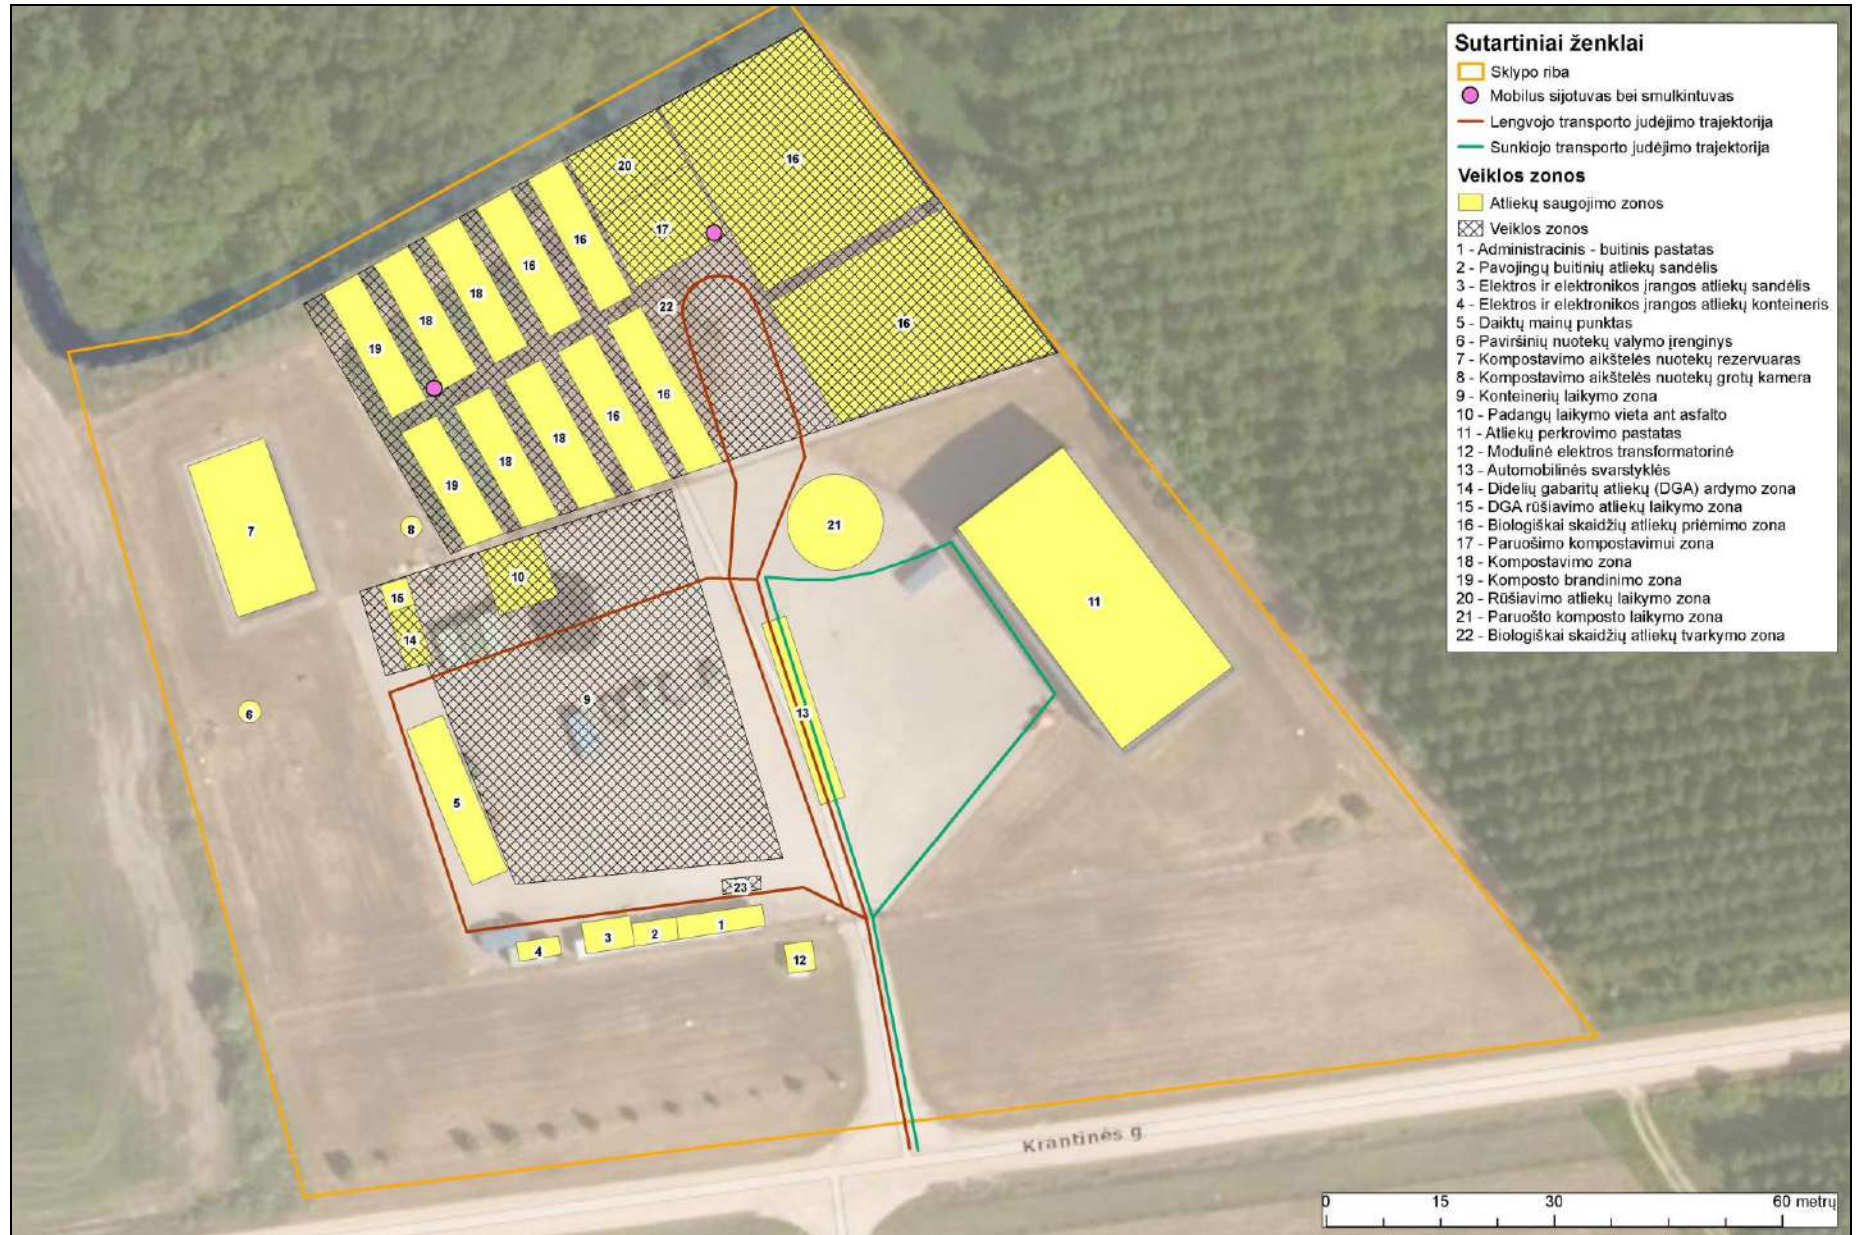 Sutartiniai ženklai
Sklypo riba
Mobilus sijotuvas bei smulkintuvas
Lengvojo transporto judėjimo trajektorija
Sunkiojo transporto judėjimo trajektorija
Veiklos zonos
Atliekų saugojimo zonos
Veiklos zonos
1 - Administracinis - buitinis pastatas
2 - Pavojingų buitinių atliekų sandėlis
3 - Elektros ir elektronikos įrangos atliekų sandėlis
4 - Elektros ir elektronikos įrangos atliekų konteineris
5 - Daiktų mainų punktas
6 - Paviršinių nuotekų valymo įrenginys
7 - Kompostavimo aikštelės nuotekų rezervuaras
8 - Kompostavimo aikštelės nuotekų grotų kamera
9 - Konteinerių laikymo zona
10 - Padangų laikymo vieta ant asfalto
11 - Atliekų perkrovimo pastatas
12 - Modulinė elektros transformatorinė
13 - Automobilinės svarstyklės
14 - Didelių gabaritų atliekų (DGA) ardymo zona
15 - DGA rūšiavimo atliekų laikymo zona
16 - Biologiškai skaidžių atliekų priėmimo zona
17 - Paruošimo kompostavimui zona
18 - Kompostavimo zona
19 - Komposto brandinimo zona
20 - Rūšiavimo atliekų laikymo zona
21 - Paruošto komposto laikymo zona
22 - Biologiškai skaidžių atliekų tvarkymo zona
16
20
17
16
16
18
18
19
22
16
16
16
18
18
19
21
7
8
10
15
14
11
6
9
13
5
23
1
2
3
4
12
Krantinės g
0 15 30 60 metrų